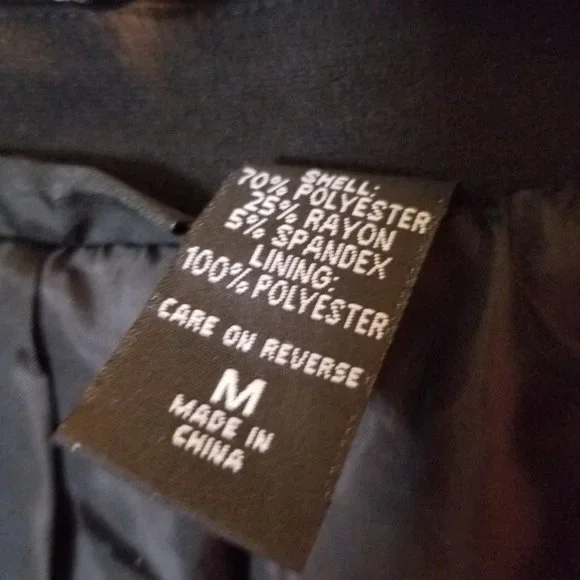 SHELL:
70% POLYESTER
25% RAYON
5% SPANDEX
LINING:
100% POLYESTER
CARE ON REVERSE
M
MADE IN
CHINA